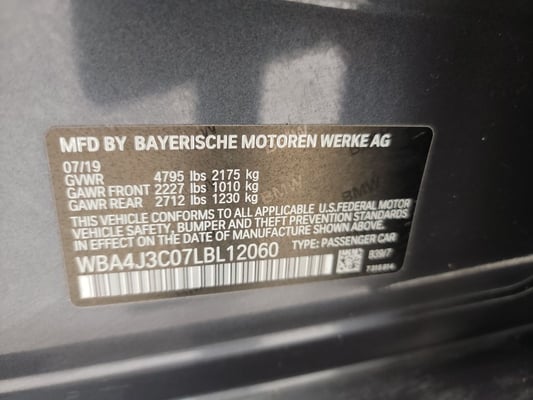 MFD BY BAYERISCHE MOTOREN WERKE AG
07/19
GVWR 4795 lbs 2175 kg
GAWR FRONT 2227 lbs 1010 kg
GAWR REAR 2712 lbs 1230 kg
THIS VEHICLE CONFORMS TO ALL APPLICABLE U.S.FEDERAL MOTOR
VEHICLE SAFETY, BUMPER, AND THEFT PREVENTION STANDARDS
IN EFFECT ON THE DATE OF MANUFACTURE SHOWN ABOVE.
WBA4J3C07LBL12060 TYPE: PASSENGER CAR
BMW